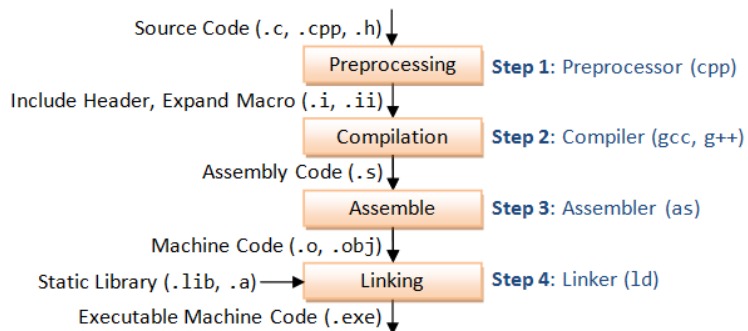 Source Code (.c, .cpp, .h)
Preprocessing
Step 1: Preprocessor (cpp)
Include Header, Expand Macro (.i, .ii)
Compilation
Step 2: Compiler (gcc, g++)
Assembly Code (.s)
Assemble
Step 3: Assembler (as)
Machine Code (.o, .obj)
Static Library (.lib, .a)
Linking
Step 4: Linker (ld)
Executable Machine Code (.exe)